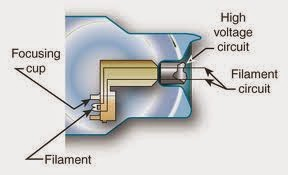 High
voltage
circuit
Focusing
cup
Filament
circuit
Filament